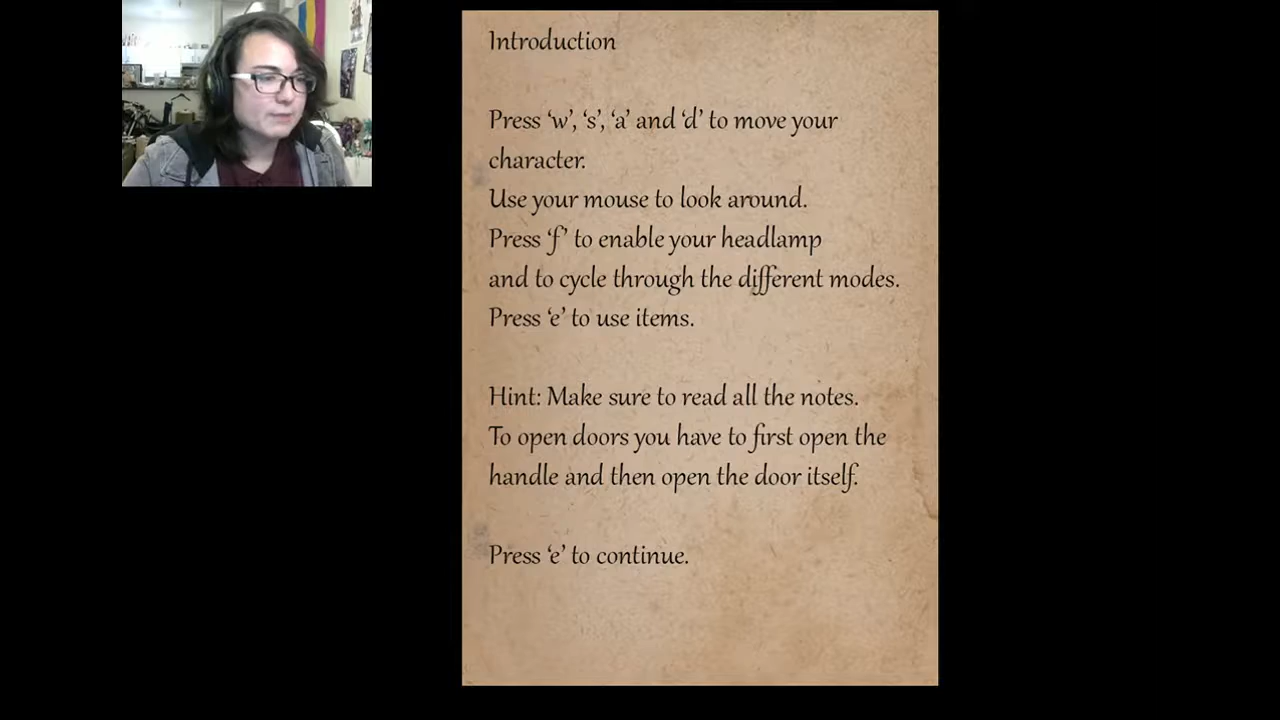 Introduction
Press ‘w’, ‘s’, ‘a’ and ‘d’ to move your
character.
Use your mouse to look around.
Press ‘f’ to enable your headlamp
and to cycle through the different modes.
Press ‘e’ to use items.
Hint: Make sure to read all the notes.
To open doors you have to first open the
handle and then open the door itself.
Press ‘e’ to continue.